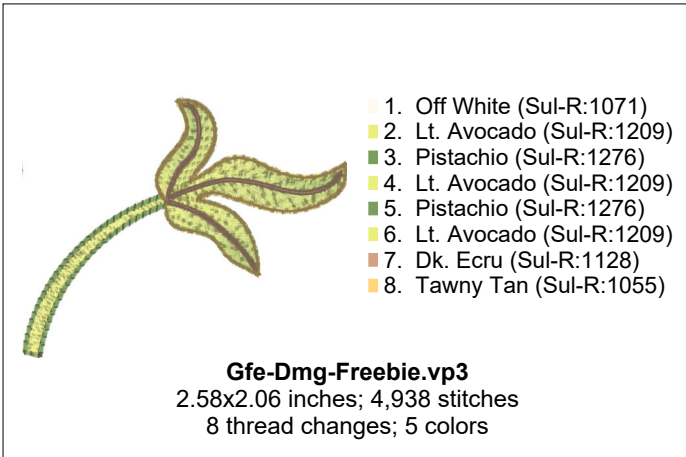 1. Off White (Sul-R:1071)
2. Lt. Avocado (Sul-R:1209)
3. Pistachio (Sul-R:1276)
4. Lt. Avocado (Sul-R:1209)
5. Pistachio (Sul-R:1276)
6. Lt. Avocado (Sul-R:1209)
7. Dk. Ecru (Sul-R:1128)
8. Tawny Tan (Sul-R:1055)
Gfe-Dmg-Freebie.vp3
2.58x2.06 inches; 4,938 stitches
8 thread changes; 5 colors